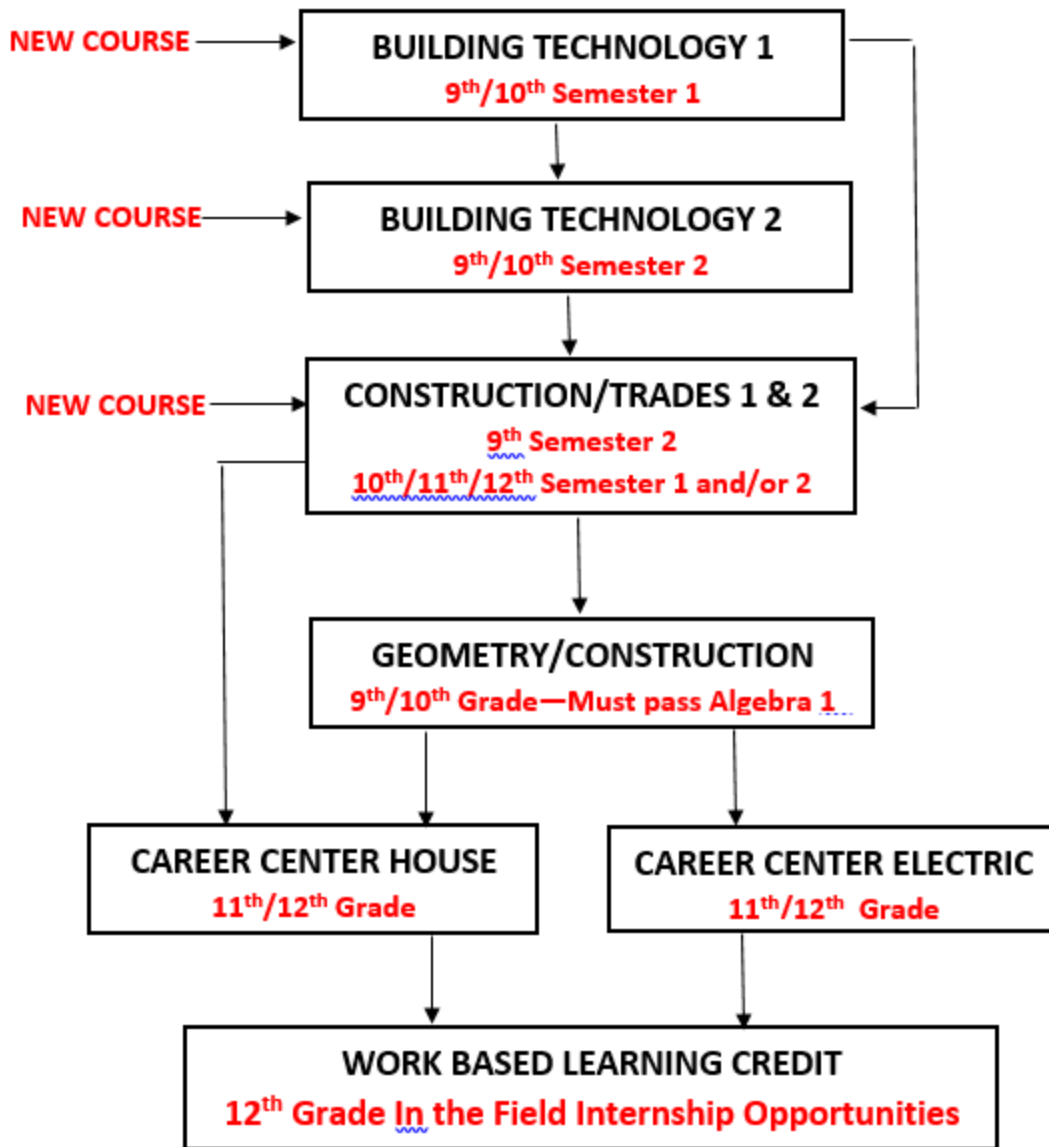 NEW COURSE
BUILDING TECHNOLOGY 1
9th/10th Semester 1
NEW COURSE
BUILDING TECHNOLOGY 2
9th/10th Semester 2
NEW COURSE
CONSTRUCTION/TRADES 1 & 2
9th Semester 2
10th/11th/12th Semester 1 and/or 2
GEOMETRY/CONSTRUCTION
9th/10th Grade—Must pass Algebra 1
CAREER CENTER HOUSE
11th/12th Grade
CAREER CENTER ELECTRIC
11th/12th Grade
WORK BASED LEARNING CREDIT
12th Grade In the Field Internship Opportunities